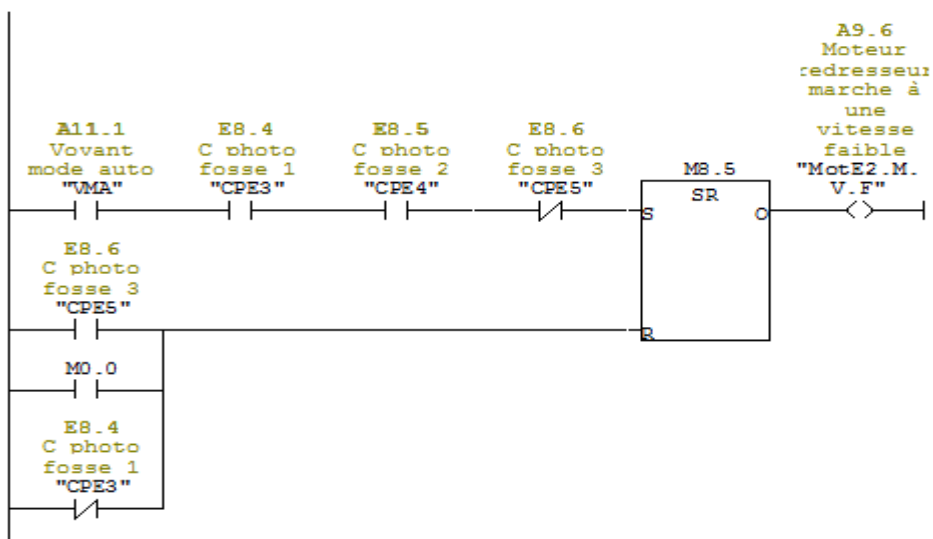 A9.6
Moteur
redresseur
marche à
une
vitesse
faible
"MotE2.M.
V.F"
A11.1
Voyant
mode auto
"VMA"
E8.4
C photo
fosse 1
"CPE3"
E8.5
C photo
fosse 2
"CPE4"
E8.6
C photo
fosse 3
"CPE5"
M8.5
SR
S
Q
R
E8.6
C photo
fosse 3
"CPE5"
M0.0
E8.4
C photo
fosse 1
"CPE3"